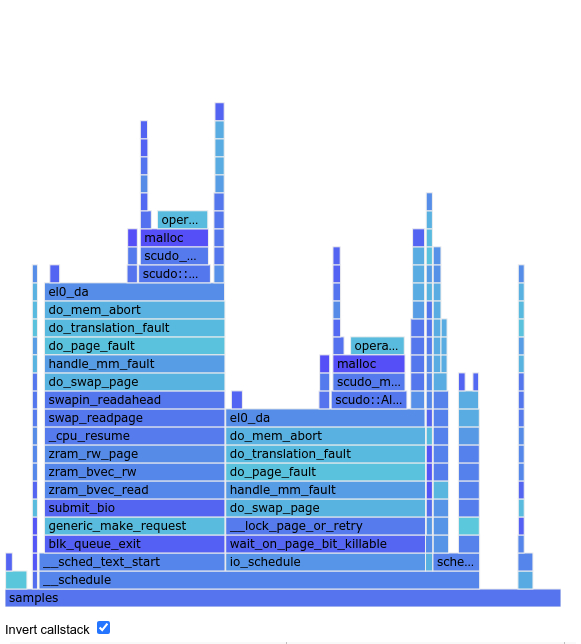 oper...
malloc
scudo_...
scudo::...
el0_da
do_mem_abort
do_translation_fault
opera...
do_page_fault
malloc
handle_mm_fault
do_swap_page
scudo_m...
swapin_readahead
scudo::Al...
swap_readpage
el0_da
_cpu_resume
do_mem_abort
zram_rw_page
do_translation_fault
zram_bvec_rw
do_page_fault
zram_bvec_read
handle_mm_fault
submit_bio
do_swap_page
generic_make_request
__lock_page_or_retry
blk_queue_exit
wait_on_page_bit_killable
__sched_text_start
io_schedule
sche...
__schedule
samples
Invert callstack